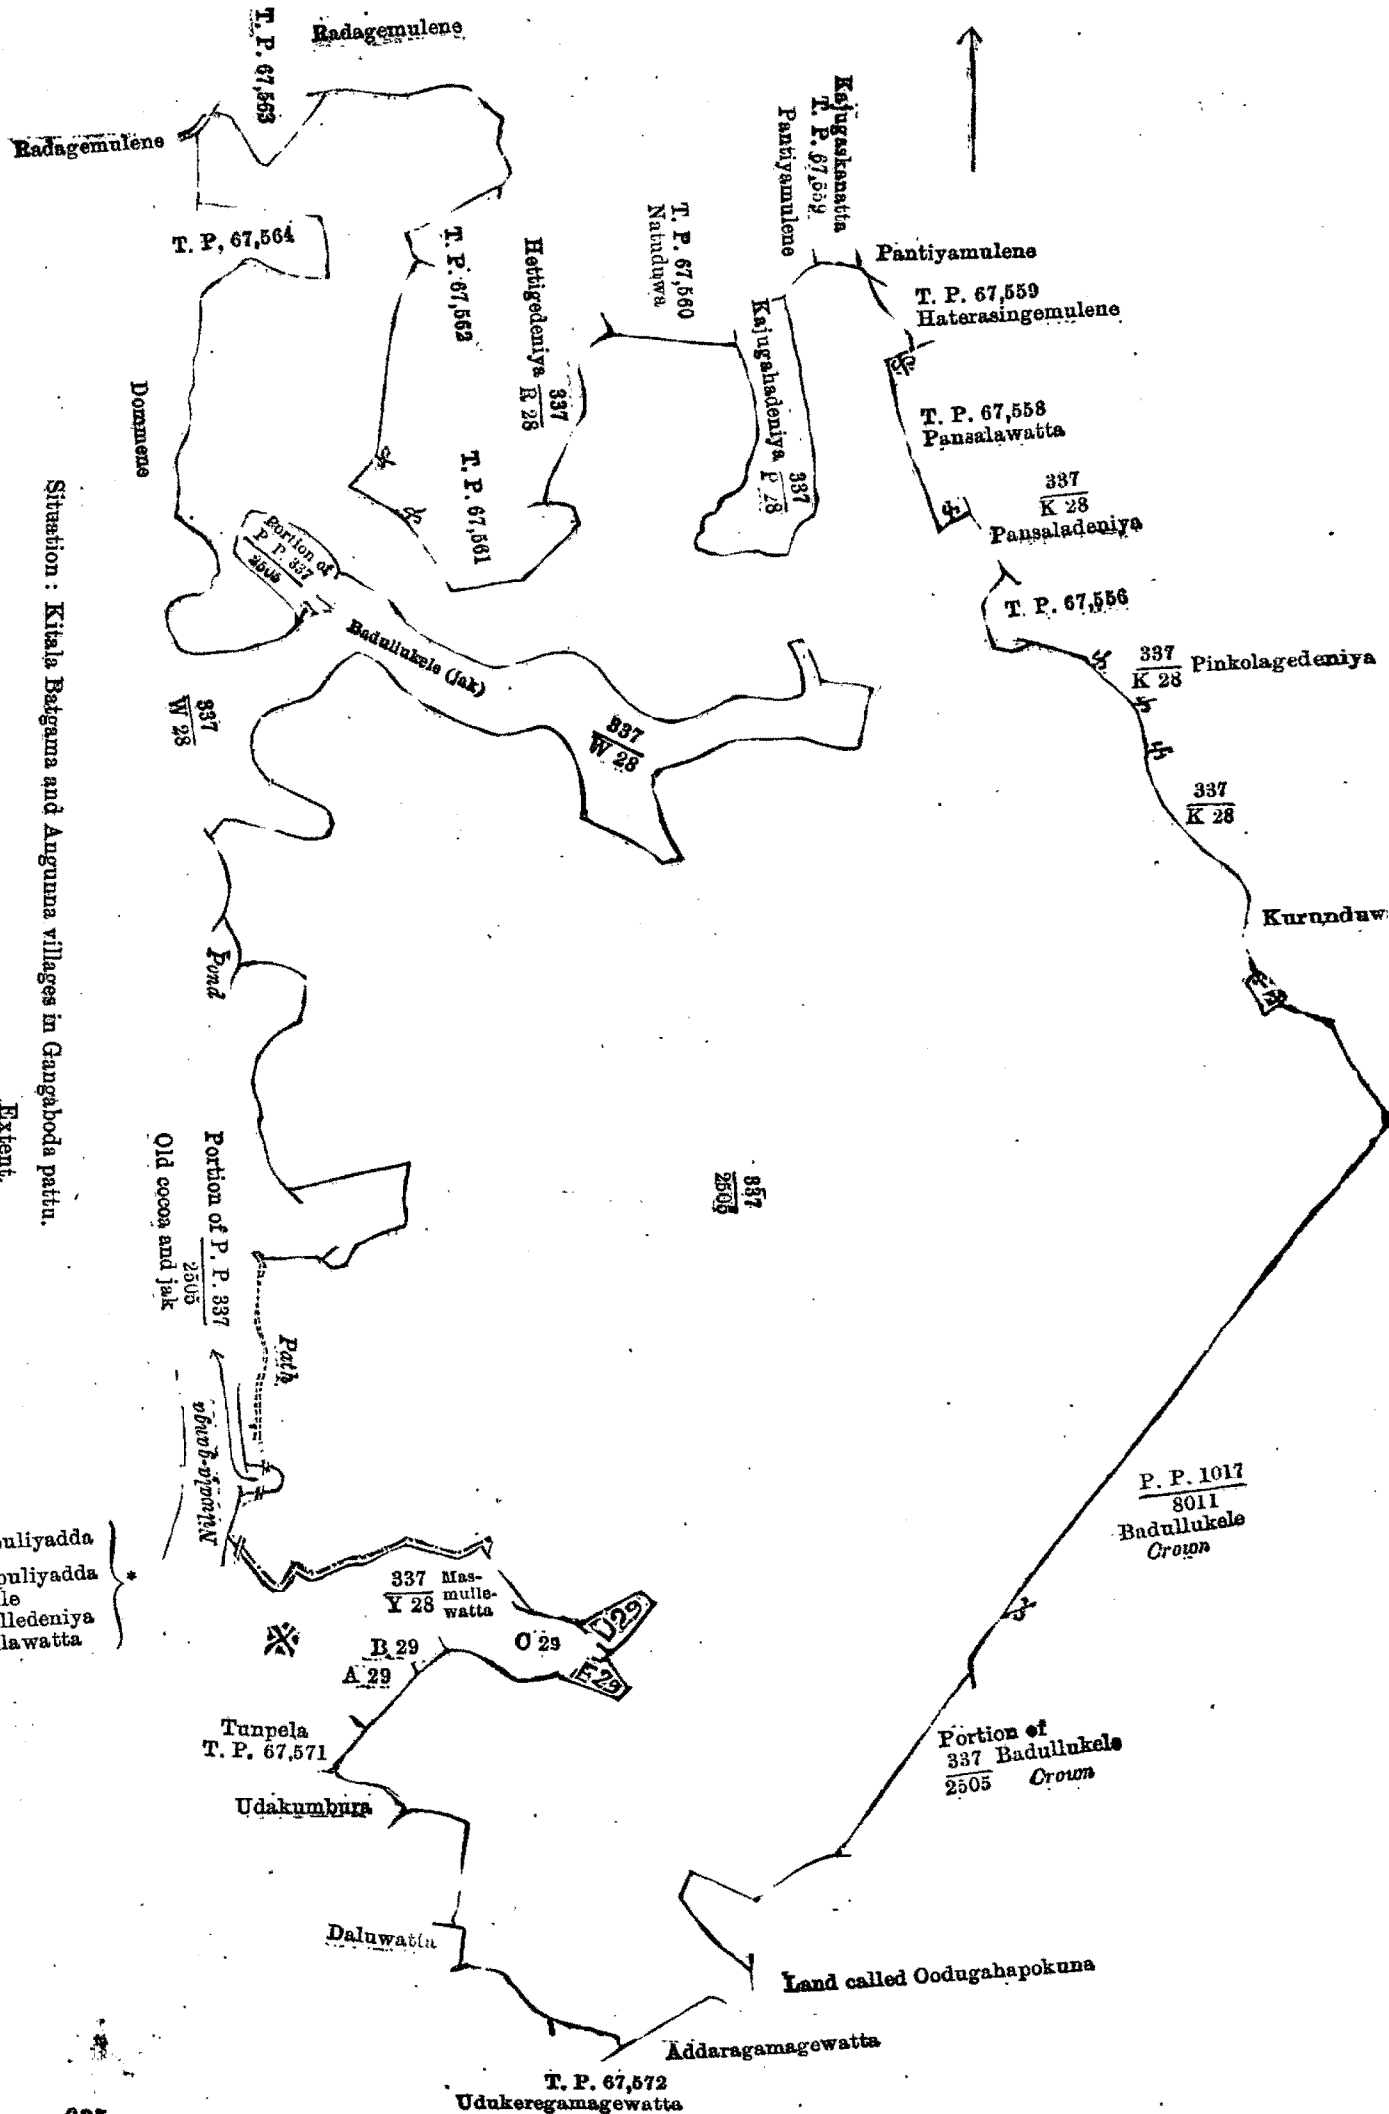 Radagemulene
T. P. 67,563
Radagemulene
T. P. 67,564
T. P. 67,562
Hettigedeniya 337
R 28
T. P. 67,560
Natuduwa
Kajugaskanatta
T. P. 67,559
Pantiyamulene
Pantiyamulene
T. P. 67,559
Haterasingemulene
Kajugahadeniya 337
P 28
T. P. 67,558
Pansalawatta
337
K 28
Pansaladeniya
T. P. 67,556
337
K 28 Pinkolagedeniya
337
K 28
Dommene
T. P. 67,561
Portion of
P. P. 337
2505
Badullukele (jak)
337
W 28
337
W 28
Pond
Situation : Kitala Batgama and Angunna villages in Gangaboda pattu.
Extent.
337
2505
Portion of P. P. 337
2505
Old cocoa and jak
Path
Nilwala-ganga
P. P. 1017
8011
Badullukele
Crown
*
337
Y 28 Mas-
mulle-
watta
B 29
A 29
C 29
D 29
E 29
Tunpela
T. P. 67,571
Udakumbura
Portion of
337 Badullukele
2505 Crown
Daluwatta
Land called Oodugahapokuna
Addaragamagewatta
T. P. 67,572
Udukeregamagewatta